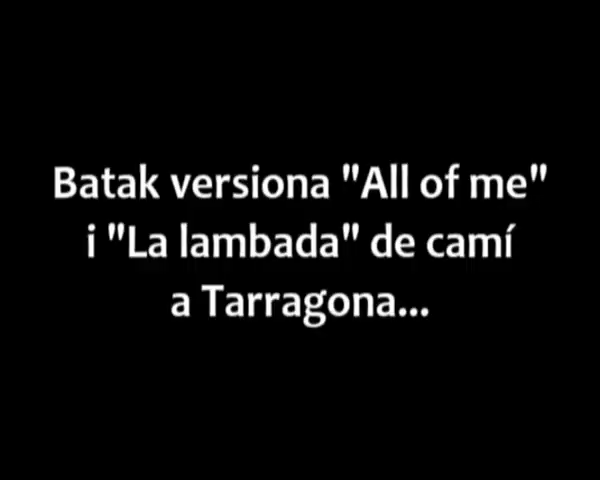 Batak versiona "All of me"
i "La lambada" de camí
a Tarragona...